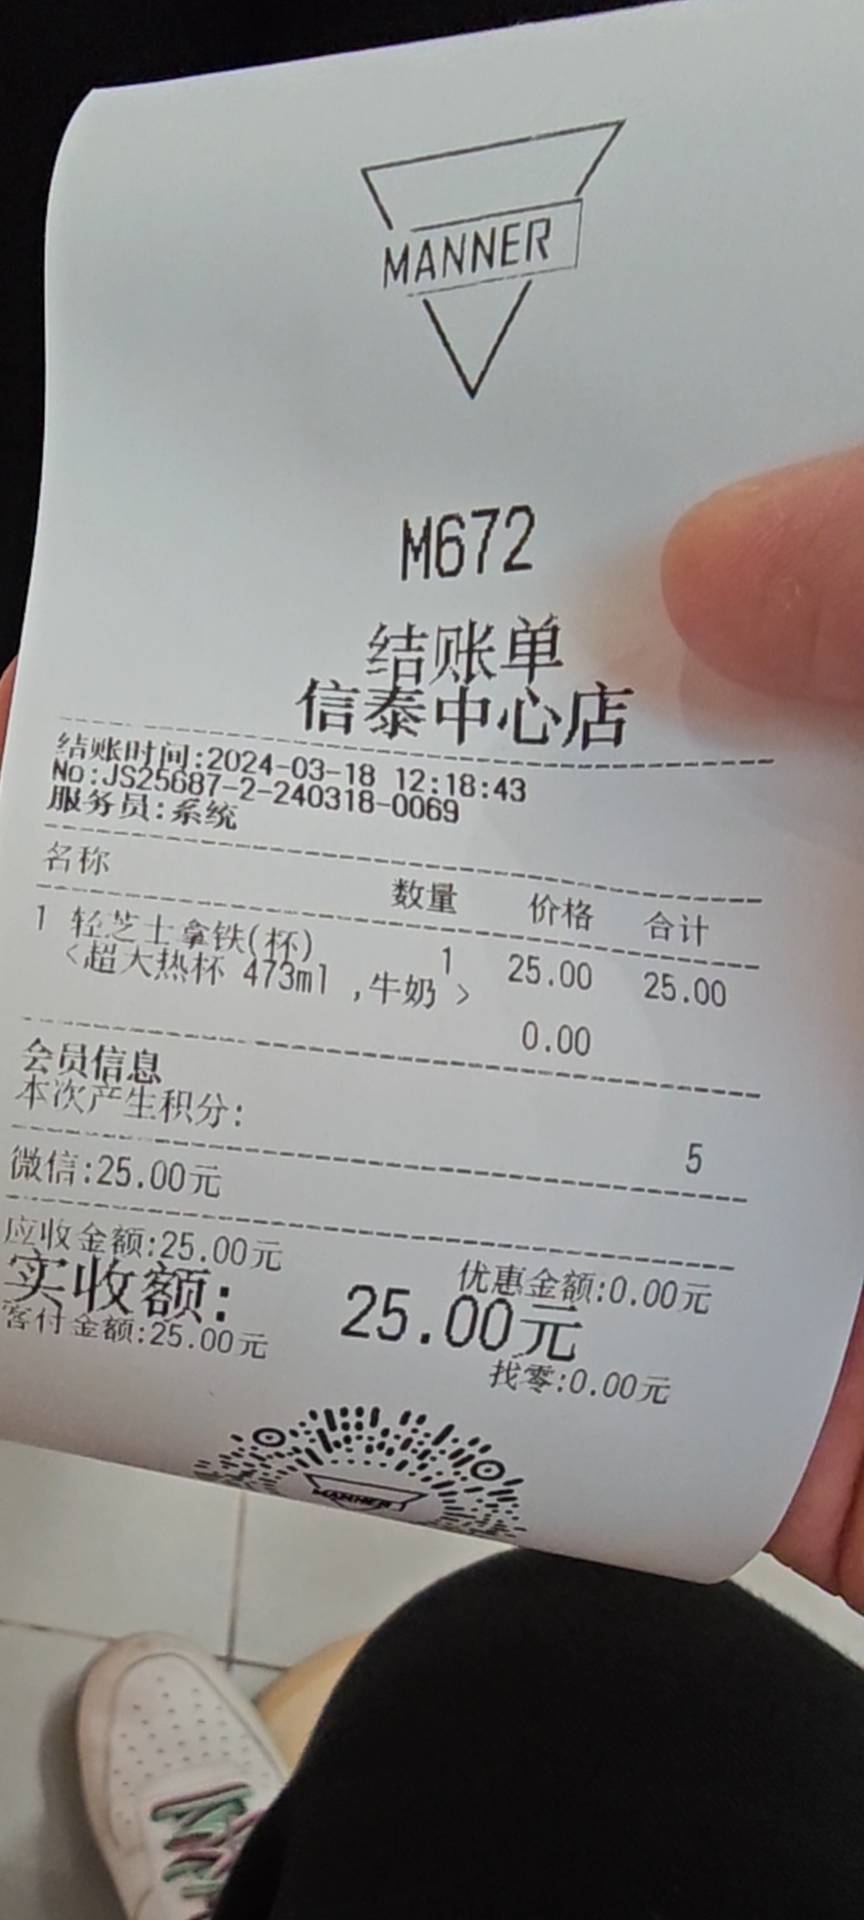 MANNER
M672
结账单
信泰中心店
结账时间:2024-03-18 12:18:43
No:JS25687-2-240318-0069
服务员:系统
名称 数量 价格 合计
1 轻芝士拿铁(杯) 1 25.00 25.00
<超大热杯 473ml ,牛奶 > 0.00
会员信息
本次产生积分: 5
微信:25.00元
应收金额:25.00元 优惠金额:0.00元
实收额: 25.00元
客付金额:25.00元 找零:0.00元
MANNER